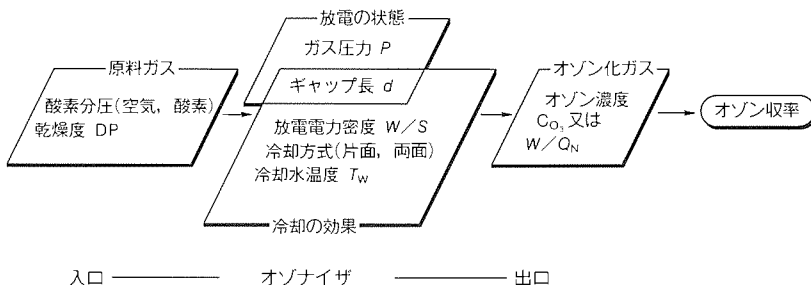 放電の状態
ガス圧力 P
原料ガス
ギャップ長 d
オゾン化ガス
酸素分圧(空気, 酸素)
乾燥度 DP
放電電力密度 W/S
冷却方式(片面, 両面)
冷却水温度 TW
オゾン濃度
CO3 又は
W/QN
オゾン収率
冷却の効果
入口 オゾナイザ 出口